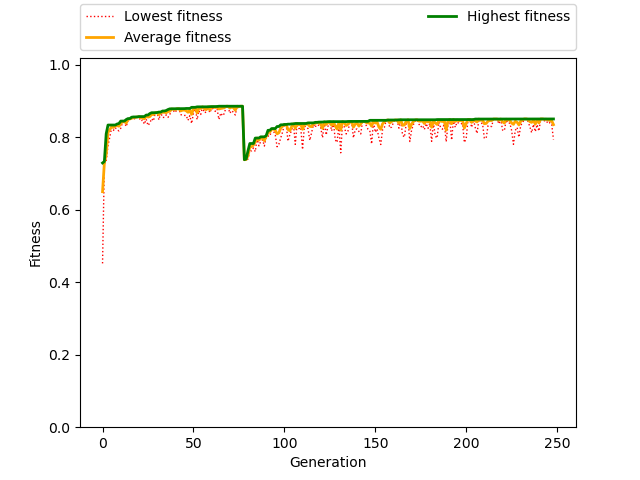 Lowest fitness
Average fitness
Highest fitness
1.0
0.8
0.6
0.4
0.2
0.0
Fitness
0 50 100 150 200 250
Generation